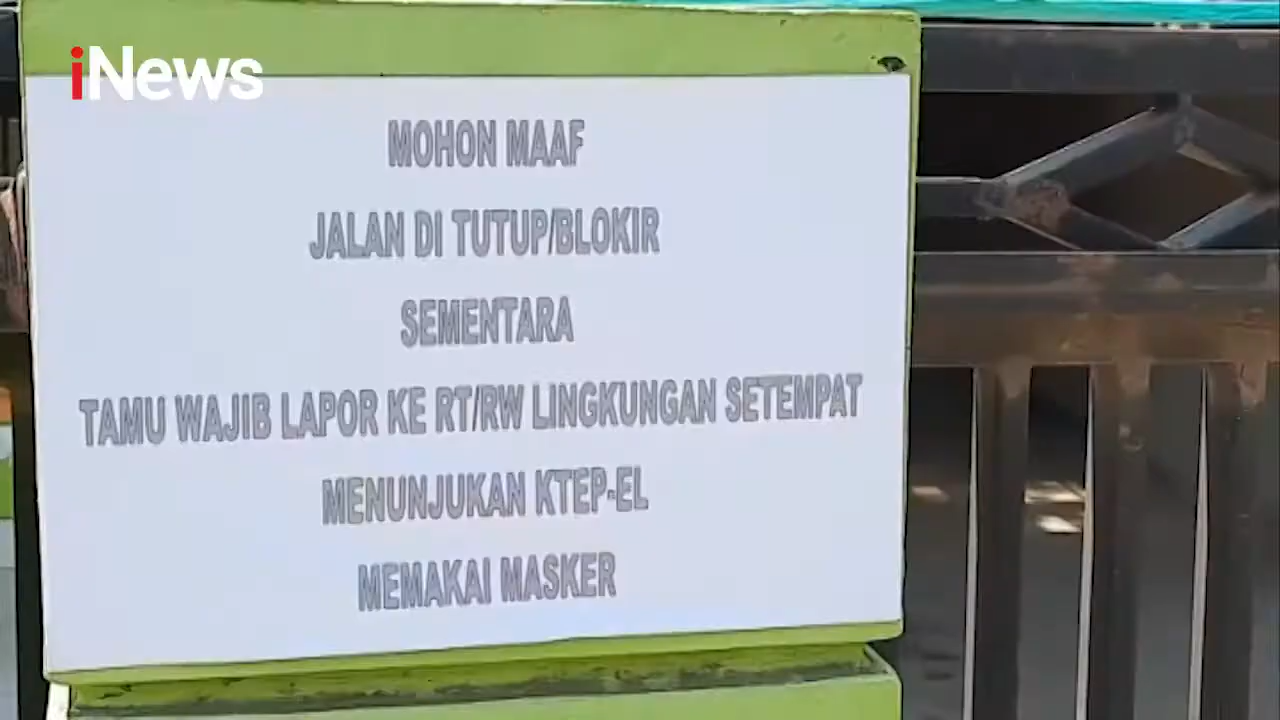 iNews
MOHON MAAF
JALAN DI TUTUP/BLOKIR
SEMENTARA
TAMU WAJIB LAPOR KE RT/RW LINGKUNGAN SETEMPAT
MENUNJUKAN KTEP-EL
MEMAKAI MASKER